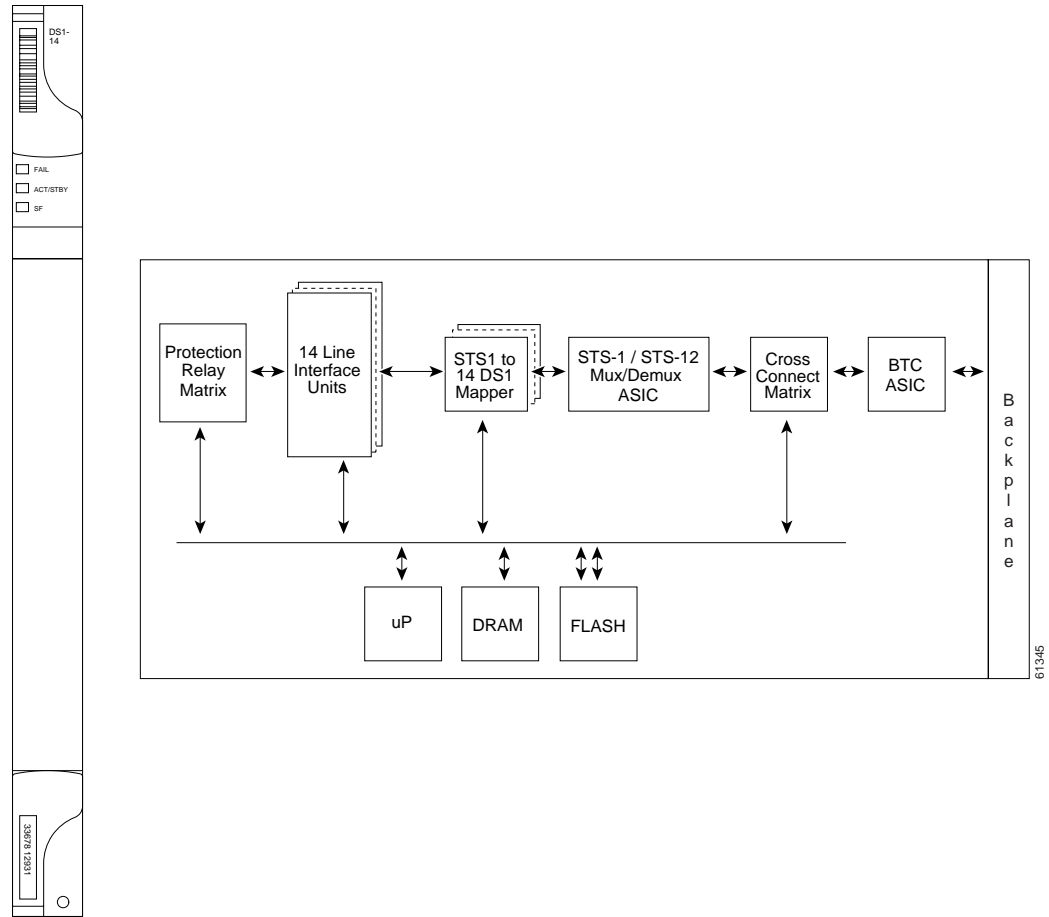 DS1-
14
FAIL
ACT/STBY
SF
33678 12931
Protection
Relay
Matrix
14 Line
Interface
Units
STS1 to
14 DS1
Mapper
STS-1 / STS-12
Mux/Demux
ASIC
Cross
Connect
Matrix
BTC
ASIC
Backplane
uP
DRAM
FLASH
61345